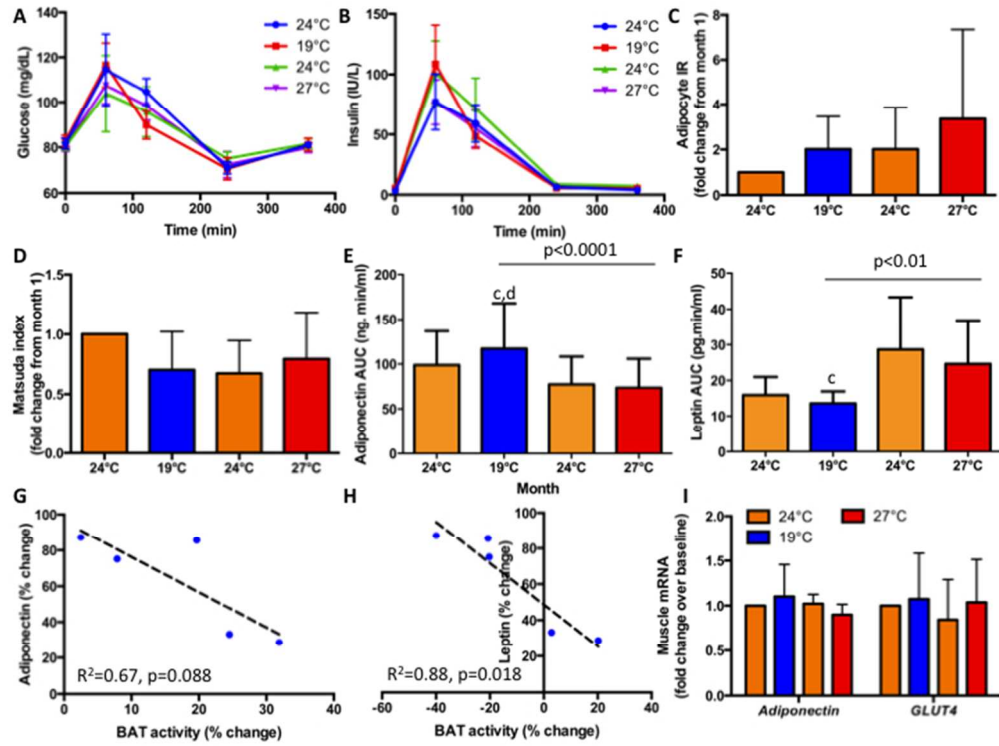 A
Glucose (mg/dL)
140
120
100
80
60
0
100
200
300
400
Time (min)
24°C
19°C
24°C
27°C
B
Insulin (IU/L)
150
100
50
0
0
100
200
300
400
Time (min)
24°C
19°C
24°C
27°C
C
Adipocyte IR
(fold change from month 1)
8
6
4
2
0
24°C
19°C
24°C
27°C
D
Matsuda index
(fold change from month 1)
1.5
1.0
0.5
0.0
24°C
19°C
24°C
27°C
E
p<0.0001
Adiponectin AUC (ng. min/ml)
200
150
100
50
0
c,d
24°C
19°C
24°C
27°C
Month
F
p<0.01
Leptin AUC (pg.min/ml)
50
40
30
20
10
0
c
24°C
19°C
24°C
27°C
G
Adiponectin (% change)
100
80
60
40
20
0
R²=0.67, p=0.088
0
10
20
30
40
BAT activity (% change)
H
Leptin (% change)
100
80
60
40
20
R²=0.88, p=0.018
-60
-40
-20
0
20
40
BAT activity (% change)
I
24°C
19°C
27°C
Muscle mRNA
(fold change over baseline)
2.0
1.5
1.0
0.5
0.0
Adiponectin
GLUT4